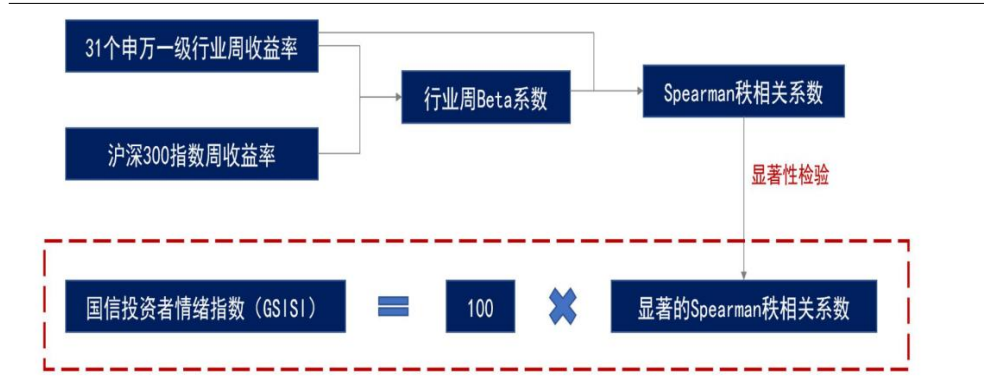 31个申万一级行业周收益率
行业周Beta系数
Spearman秩相关系数
沪深300指数周收益率
显著性检验
国信投资者情绪指数（GSISI）
100
显著的Spearman秩相关系数